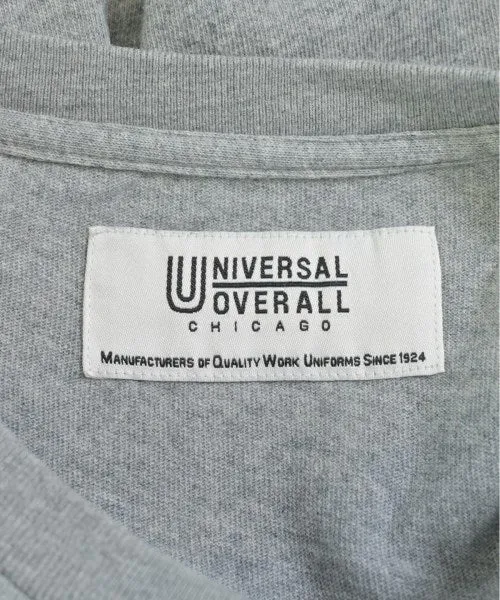 UNIVERSAL
OVERALL
CHICAGO
MANUFACTURERS OF QUALITY WORK UNIFORMS SINCE 1924